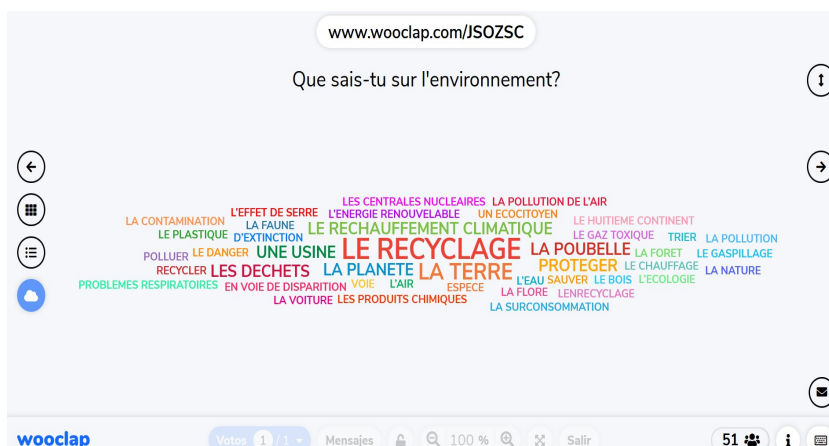 www.wooclap.com/JSOZSC
Que sais-tu sur l'environnement?
LES CENTRALES NUCLEAIRES LA POLLUTION DE L'AIR
L'EFFET DE SERRE L'ENERGIE RENOUVELABLE UN ECOCITOYEN
LA CONTAMINATION LA FAUNE LE RECHAUFFEMENT CLIMATIQUE LE HUITIEME CONTINENT
LE PLASTIQUE D'EXTINCTION LE GAZ TOXIQUE TRIER LA POLLUTION
POLLUER LE DANGER UNE USINE LE RECYCLAGE LA POUBELLE LA FORET LE GASPILLAGE
RECYCLER LES DECHETS LA PLANETE LA TERRE PROTEGER LE CHAUFFAGE LA NATURE
PROBLEMES RESPIRATOIRES EN VOIE DE DISPARITION VOIE L'AIR ESPECE L'EAU SAUVER LE BOIS L'ECOLOGIE
LA VOITURE LES PRODUITS CHIMIQUES LA FLORE LENRECYCLAGE
LA SURCONSOMMATION
wooclap Votos 1 / 1 Mensajes 100 % Salir 51